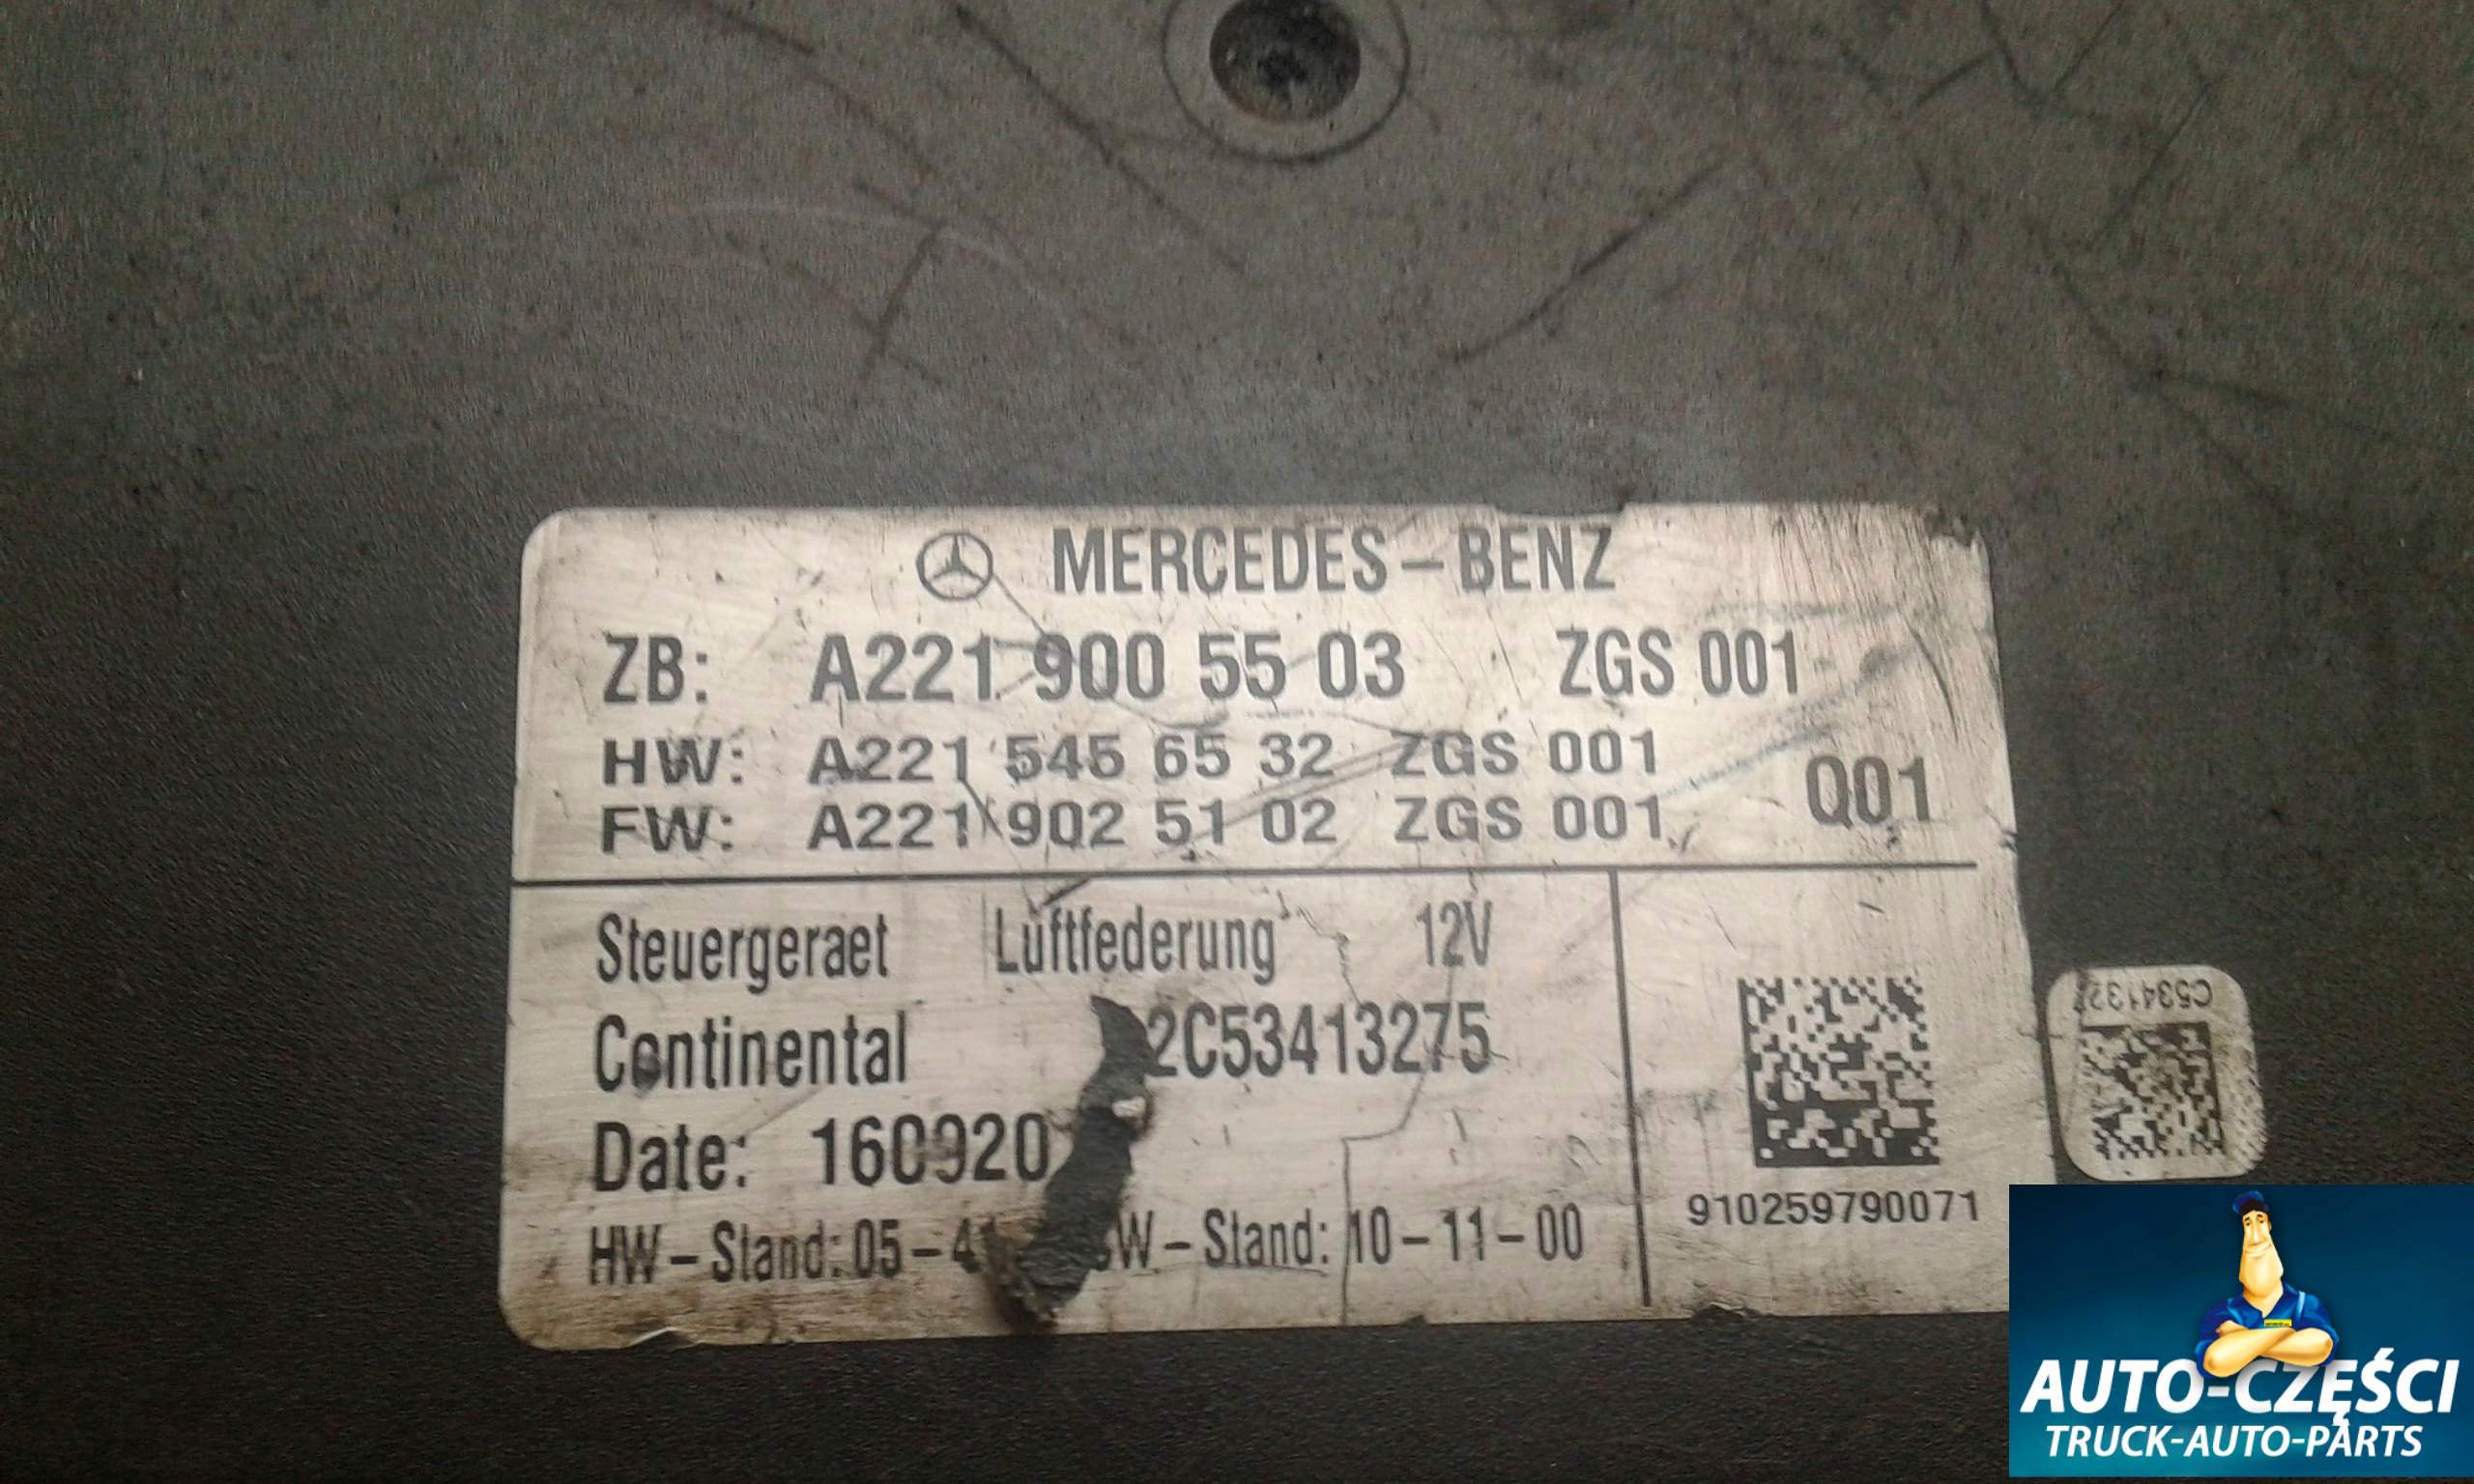 MERCEDES-BENZ
ZB: A221 900 55 03 ZGS 001
HW: A221 545 65 32 ZGS 001
FW: A221 902 51 02 ZGS 001 Q01
Steuergeraet Luftfederung 12V
Continental 2C53413275
Date: 160920
HW-Stand: 05-4 W-Stand: 10-11-00
910259790071
C5341327
AUTO-CZĘŚCI
TRUCK-AUTO-PARTS